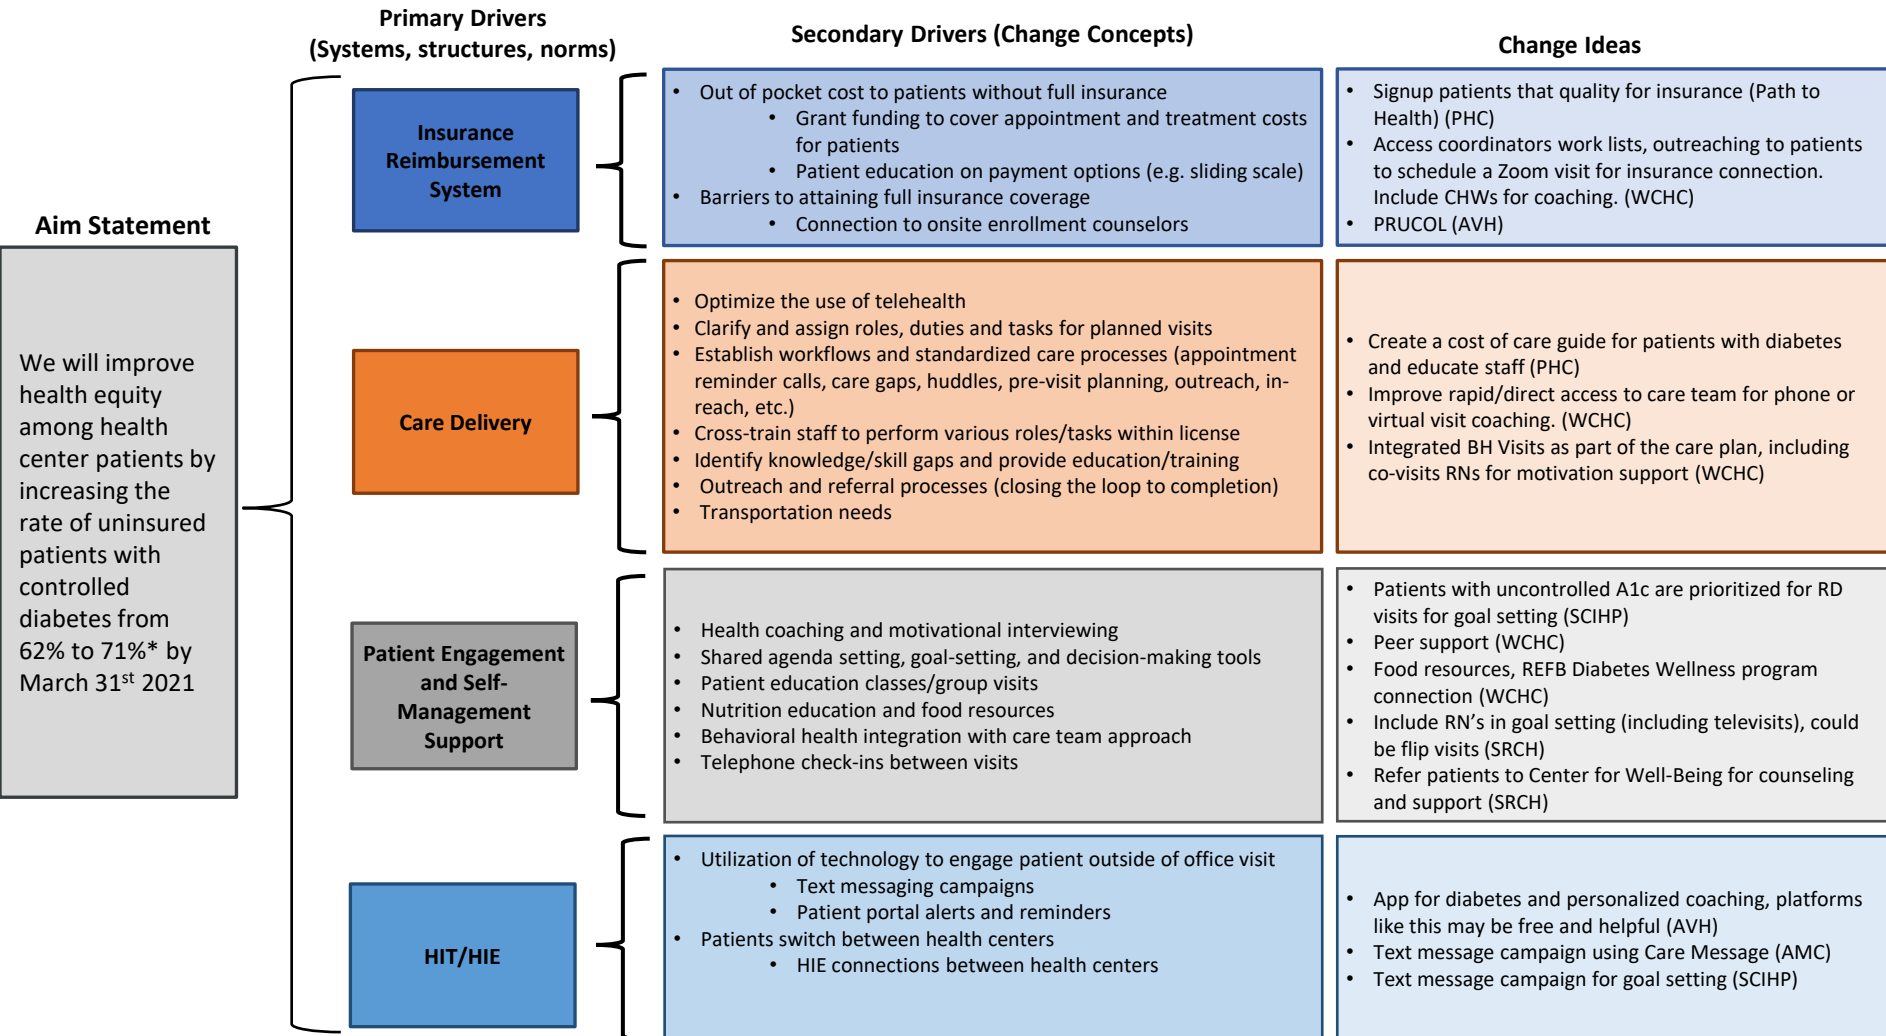 Primary Drivers
(Systems, structures, norms)
Secondary Drivers (Change Concepts)
Change Ideas
Aim Statement
We will improve
health equity
among health
center patients by
increasing the
rate of uninsured
patients with
controlled
diabetes from
62% to 71%* by
March 31st 2021
Insurance
Reimbursement
System
• Out of pocket cost to patients without full insurance
• Grant funding to cover appointment and treatment costs
for patients
• Patient education on payment options (e.g. sliding scale)
• Barriers to attaining full insurance coverage
• Connection to onsite enrollment counselors
• Signup patients that quality for insurance (Path to
Health) (PHC)
• Access coordinators work lists, outreaching to patients
to schedule a Zoom visit for insurance connection.
Include CHWs for coaching. (WCHC)
• PRUCOL (AVH)
Care Delivery
• Optimize the use of telehealth
• Clarify and assign roles, duties and tasks for planned visits
• Establish workflows and standardized care processes (appointment
reminder calls, care gaps, huddles, pre-visit planning, outreach, in-
reach, etc.)
• Cross-train staff to perform various roles/tasks within license
• Identify knowledge/skill gaps and provide education/training
• Outreach and referral processes (closing the loop to completion)
• Transportation needs
• Create a cost of care guide for patients with diabetes
and educate staff (PHC)
• Improve rapid/direct access to care team for phone or
virtual visit coaching. (WCHC)
• Integrated BH Visits as part of the care plan, including
co-visits RNs for motivation support (WCHC)
Patient Engagement
and Self-
Management
Support
• Health coaching and motivational interviewing
• Shared agenda setting, goal-setting, and decision-making tools
• Patient education classes/group visits
• Nutrition education and food resources
• Behavioral health integration with care team approach
• Telephone check-ins between visits
• Patients with uncontrolled A1c are prioritized for RD
visits for goal setting (SCIHP)
• Peer support (WCHC)
• Food resources, REFB Diabetes Wellness program
connection (WCHC)
• Include RN's in goal setting (including televisits), could
be flip visits (SRCH)
• Refer patients to Center for Well-Being for counseling
and support (SRCH)
HIT/HIE
• Utilization of technology to engage patient outside of office visit
• Text messaging campaigns
• Patient portal alerts and reminders
• Patients switch between health centers
• HIE connections between health centers
• App for diabetes and personalized coaching, platforms
like this may be free and helpful (AVH)
• Text message campaign using Care Message (AMC)
• Text message campaign for goal setting (SCIHP)